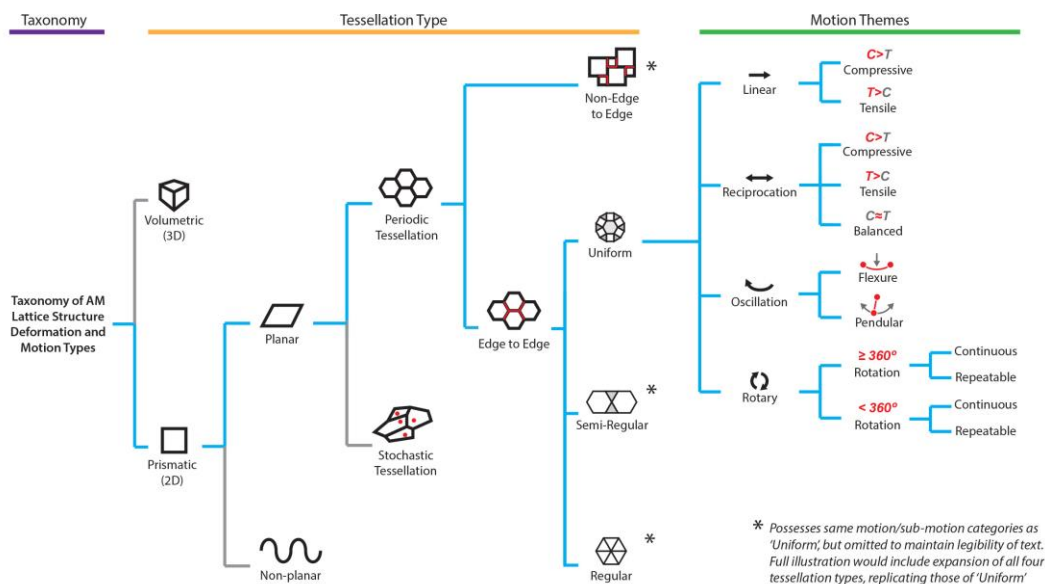 Taxonomy
Tessellation Type
Motion Themes
*
Non-Edge
to Edge
Linear
C>T
Compressive
T>C
Tensile
Volumetric
(3D)
Periodic
Tessellation
Uniform
Reciprocation
C>T
Compressive
T>C
Tensile
C≈T
Balanced
Taxonomy of AM
Lattice Structure
Deformation and
Motion Types
Planar
Edge to Edge
Oscillation
Flexure
Pendular
Prismatic
(2D)
Stochastic
Tessellation
*
Semi-Regular
Rotary
≥ 360º
Rotation
Continuous
Repeatable
< 360º
Rotation
Continuous
Repeatable
Non-planar
*
Regular
* Possesses same motion/sub-motion categories as
'Uniform', but omitted to maintain legibility of text.
Full illustration would include expansion of all four
tessellation types, replicating those of 'Uniform'